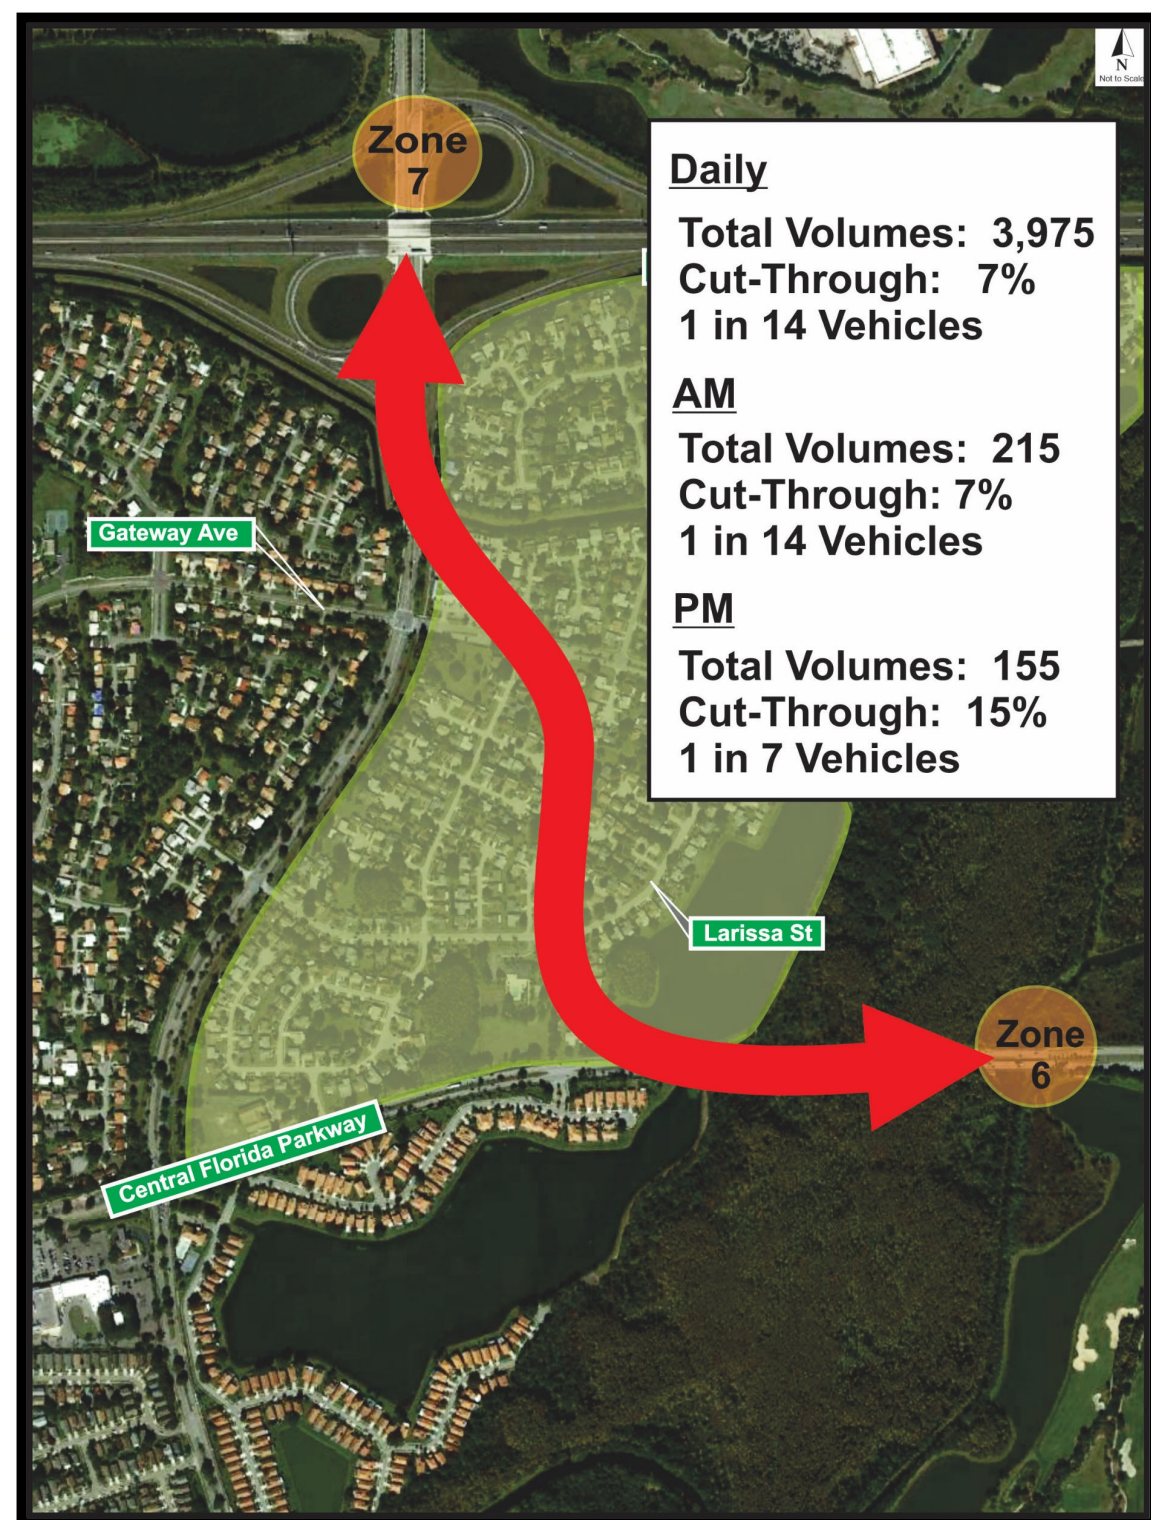 N
Not to Scale
Zone
7
Daily
Total Volumes: 3,975
Cut-Through: 7%
1 in 14 Vehicles
AM
Total Volumes: 215
Cut-Through: 7%
1 in 14 Vehicles
PM
Total Volumes: 155
Cut-Through: 15%
1 in 7 Vehicles
Gateway Ave
Larissa St
Zone
6
Central Florida Parkway